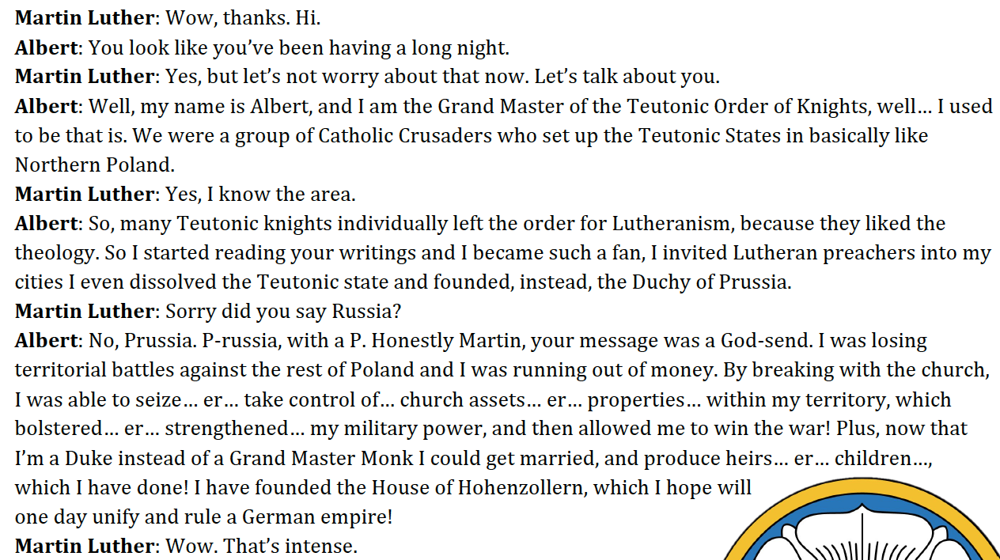 Martin Luther: Wow, thanks. Hi.
Albert: You look like you’ve been having a long night.
Martin Luther: Yes, but let’s not worry about that now. Let’s talk about you.
Albert: Well, my name is Albert, and I am the Grand Master of the Teutonic Order of Knights, well… I used
to be that is. We were a group of Catholic Crusaders who set up the Teutonic States in basically like
Northern Poland.
Martin Luther: Yes, I know the area.
Albert: So, many Teutonic knights individually left the order for Lutheranism, because they liked the
theology. So I started reading your writings and I became such a fan, I invited Lutheran preachers into my
cities I even dissolved the Teutonic state and founded, instead, the Duchy of Prussia.
Martin Luther: Sorry did you say Russia?
Albert: No, Prussia. P-russia, with a P. Honestly Martin, your message was a God-send. I was losing
territorial battles against the rest of Poland and I was running out of money. By breaking with the church,
I was able to seize… er… take control of… church assets… er… properties… within my territory, which
bolstered… er… strengthened… my military power, and then allowed me to win the war! Plus, now that
I’m a Duke instead of a Grand Master Monk I could get married, and produce heirs… er… children…,
which I have done! I have founded the House of Hohenzollern, which I hope will
one day unify and rule a German empire!
Martin Luther: Wow. That’s intense.